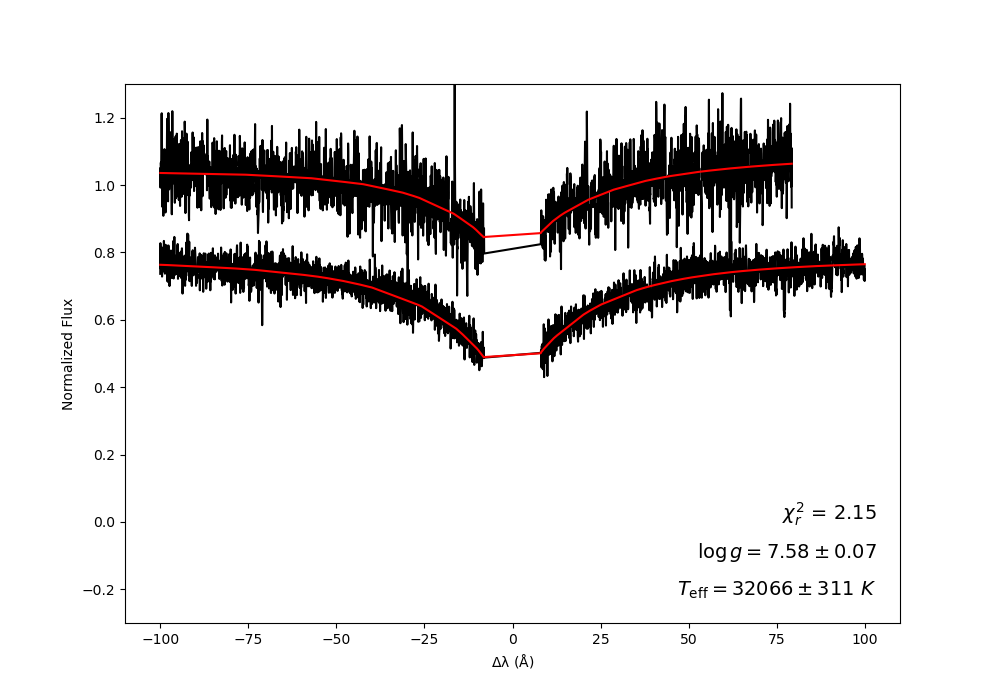 1.2
1.0
0.8
0.6
0.4
0.2
0.0
−0.2
Normalized Flux
χ²ᵣ = 2.15
log g = 7.58 ± 0.07
T_eff = 32066 ± 311 K
−100 −75 −50 −25 0 25 50 75 100
Δλ (Å)